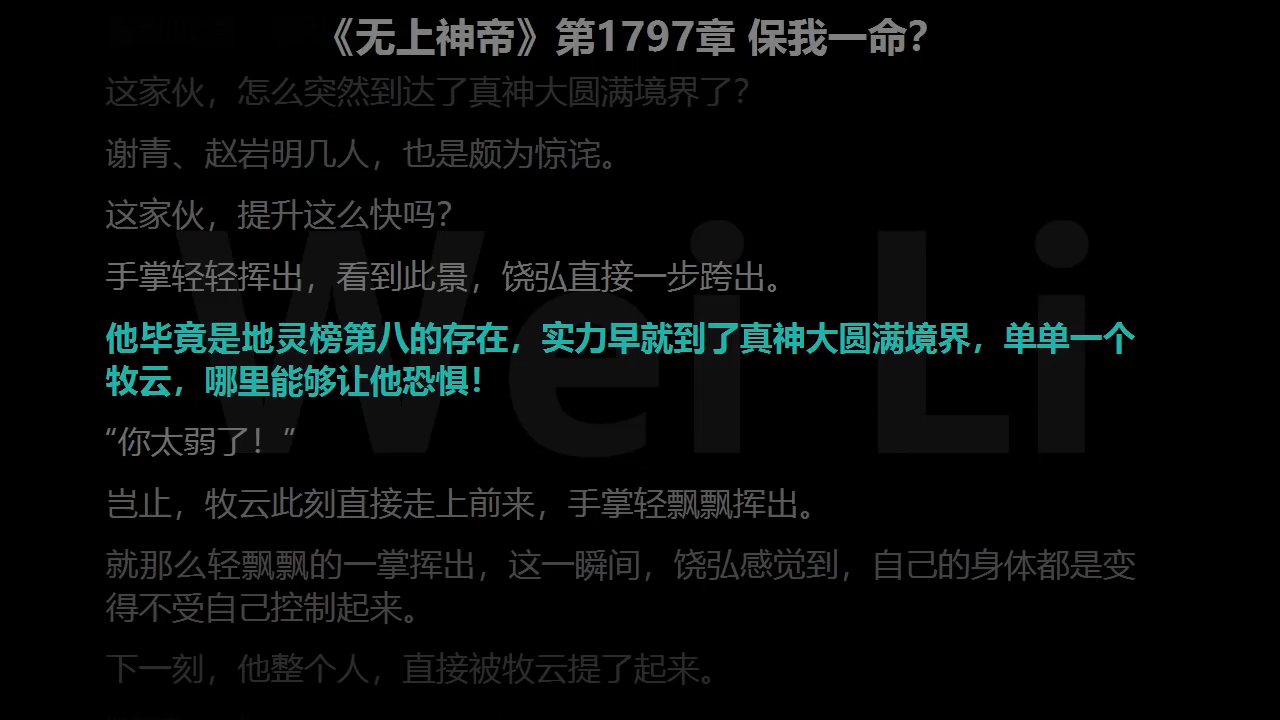 《无上神帝》第1797章 保我一命?
这家伙，怎么突然到达了真神大圆满境界了？
谢青、赵岩明几人，也是颇为惊诧。
这家伙，提升这么快吗？
手掌轻轻挥出，看到此景，饶弘直接一步跨出。
他毕竟是地灵榜第八的存在，实力早就到了真神大圆满境界，单单一个
牧云，哪里能够让他恐惧！
“你太弱了！”
岂止，牧云此刻直接走上前来，手掌轻飘飘挥出。
就那么轻飘飘的一掌挥出，这一瞬间，饶弘感觉到，自己的身体都是变
得不受自己控制起来。
下一刻，他整个人，直接被牧云提了起来。
Wei Li